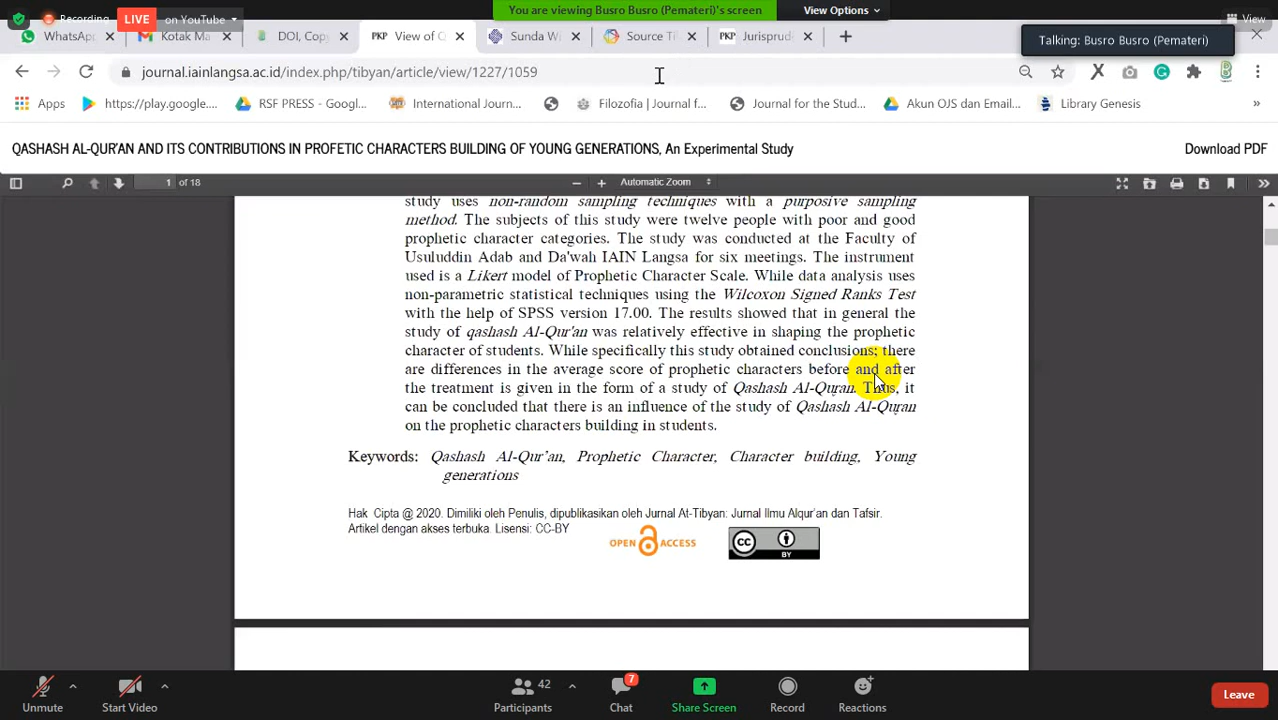 Recording LIVE on YouTube
You are viewing Busro Busro (Pemateri)'s screen
View Options
View
WhatsApp
Kotak Ma
DOI, Cop
PKP View of Q
Sunda W
Source Ti
PKP Jurisprud
Talking: Busro Busro (Pemateri)
journal.iainlangsa.ac.id/index.php/tibyan/article/view/1227/1059
Apps
https://play.google....
RSF PRESS - Googl...
International Journ...
Filozofia | Journal f...
Journal for the Stud...
Akun OJS dan Email...
Library Genesis
QASHASH AL-QUR'AN AND ITS CONTRIBUTIONS IN PROFETIC CHARACTERS BUILDING OF YOUNG GENERATIONS, An Experimental Study
Download PDF
1 of 18
Automatic Zoom
study uses non-random sampling techniques with a purposive sampling
method. The subjects of this study were twelve people with poor and good
prophetic character categories. The study was conducted at the Faculty of
Usuluddin Adab and Da'wah IAIN Langsa for six meetings. The instrument
used is a Likert model of Prophetic Character Scale. While data analysis uses
non-parametric statistical techniques using the Wilcoxon Signed Ranks Test
with the help of SPSS version 17.00. The results showed that in general the
study of qashash Al-Qur'an was relatively effective in shaping the prophetic
character of students. While specifically this study obtained conclusions; there
are differences in the average score of prophetic characters before and after
the treatment is given in the form of a study of Qashash Al-Quran. Thus, it
can be concluded that there is an influence of the study of Qashash Al-Quran
on the prophetic characters building in students.
Keywords: Qashash Al-Qur'an, Prophetic Character, Character building, Young
generations
Hak Cipta @ 2020. Dimiliki oleh Penulis, dipublikasikan oleh Jurnal At-Tibyan: Jurnal Ilmu Alqur'an dan Tafsir.
Artikel dengan akses terbuka. Lisensi: CC-BY
OPEN ACCESS
CC BY
Unmute
Start Video
42
Participants
7
Chat
Share Screen
Record
Reactions
Leave